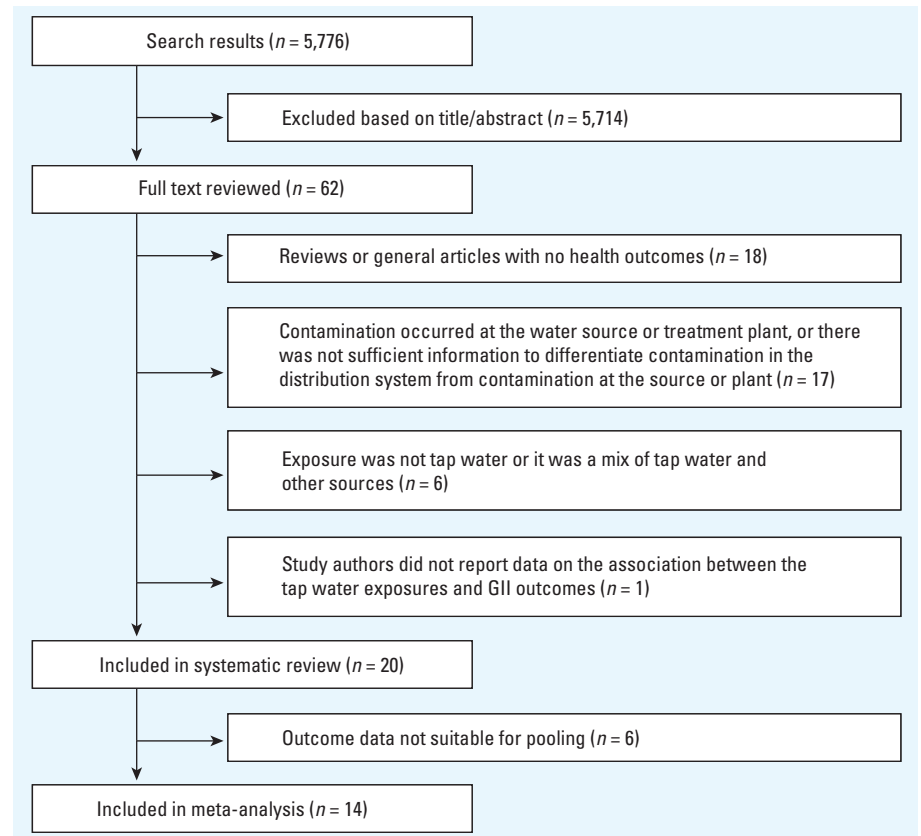 Search results (n = 5,776)
Excluded based on title/abstract (n = 5,714)
Full text reviewed (n = 62)
Reviews or general articles with no health outcomes (n = 18)
Contamination occurred at the water source or treatment plant, or there
was not sufficient information to differentiate contamination in the
distribution system from contamination at the source or plant (n = 17)
Exposure was not tap water or it was a mix of tap water and
other sources (n = 6)
Study authors did not report data on the association between the
tap water exposures and GII outcomes (n = 1)
Included in systematic review (n = 20)
Outcome data not suitable for pooling (n = 6)
Included in meta-analysis (n = 14)